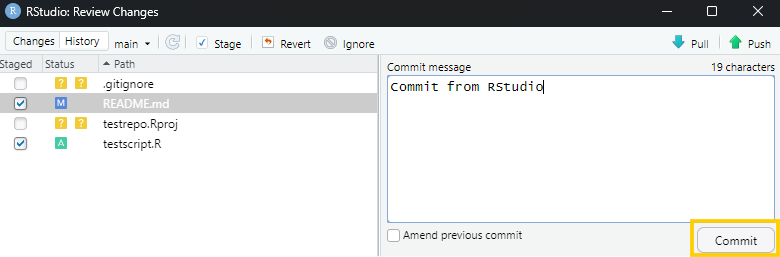 R RStudio: Review Changes
Changes History main Stage Revert Ignore Pull Push
Staged Status Path
? ? .gitignore
M README.md
? ? testrepo.Rproj
A testscript.R
Commit message 19 characters
Commit from RStudio
Amend previous commit
Commit